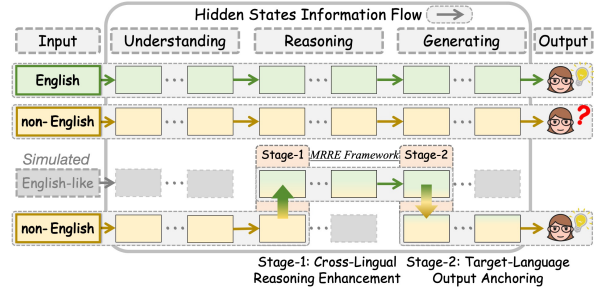 Hidden States Information Flow
Input Understanding Reasoning Generating Output
English
non-English
?
Simulated
English-like
Stage-1 MRRE Framework Stage-2
non-English
Stage-1: Cross-Lingual
Reasoning Enhancement
Stage-2: Target-Language
Output Anchoring